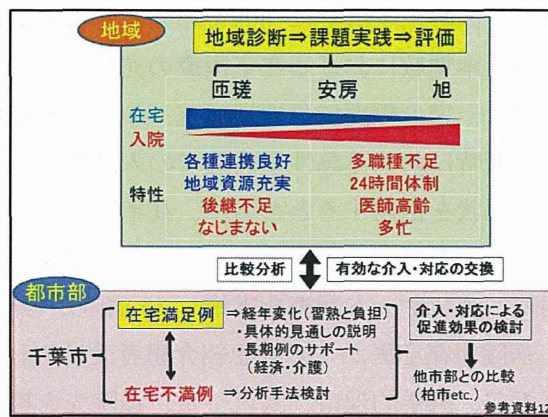 地域
地域診断⇒課題実践⇒評価
匝瑳 安房 旭
在宅
入院
特性
各種連携良好 多職種不足
地域資源充実 24時間体制
後継不足 医師高齢
なじまない 多忙
比較分析 有効な介入・対応の交換
都市部
千葉市
在宅満足例 ⇒経年変化(習熟と負担)
・具体的見通しの説明
・長期例のサポート
(経済・介護)
在宅不満例 ⇒分析手法検討
介入・対応による
促進効果の検討
他市部との比較
(柏市etc.)
参考資料12